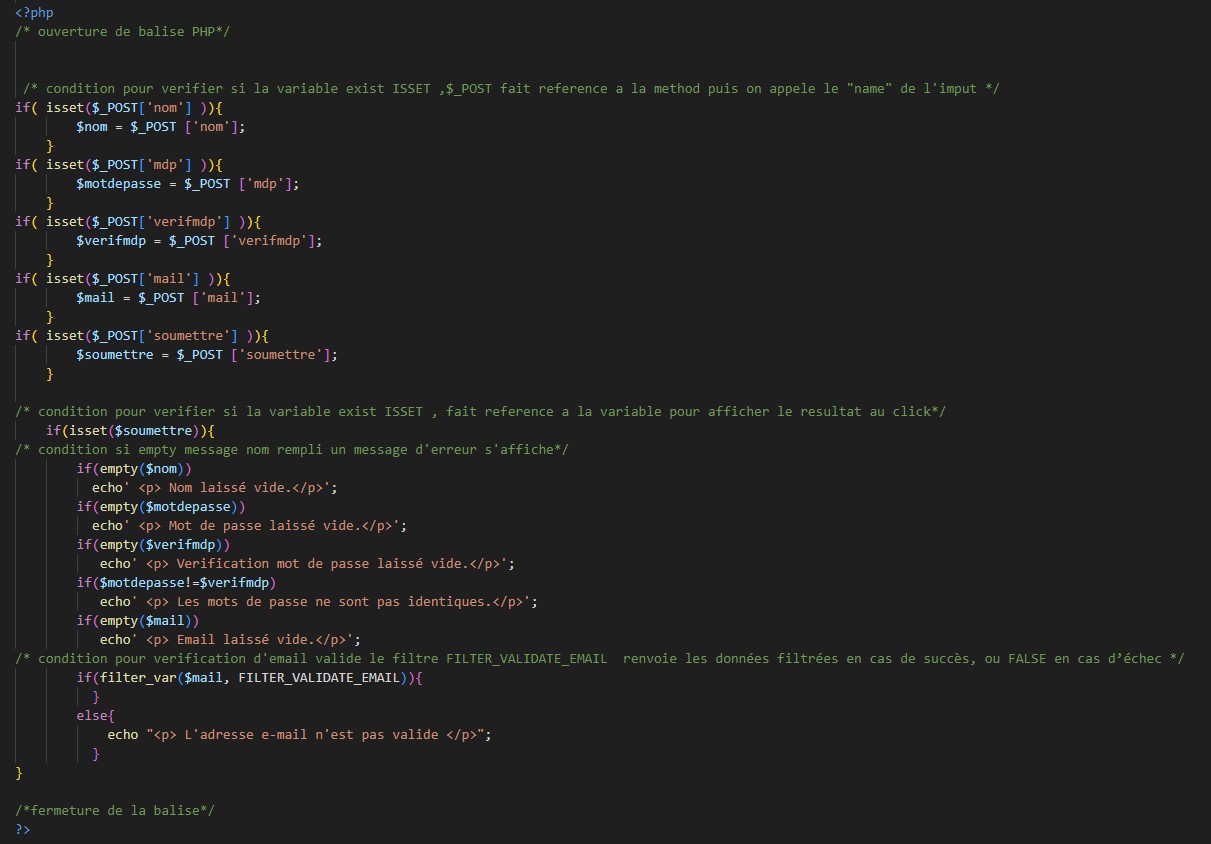 <?php
/* ouverture de balise PHP*/
/* condition pour verifier si la variable exist ISSET ,$_POST fait reference a la method puis on appele le "name" de l'imput */
if( isset($_POST['nom'] )){
$nom = $_POST ['nom'];
}
if( isset($_POST['mdp'] )){
$motdepasse = $_POST ['mdp'];
}
if( isset($_POST['verifmdp'] )){
$verifmdp = $_POST ['verifmdp'];
}
if( isset($_POST['mail'] )){
$mail = $_POST ['mail'];
}
if( isset($_POST['soumettre'] )){
$soumettre = $_POST ['soumettre'];
}
/* condition pour verifier si la variable exist ISSET , fait reference a la variable pour afficher le resultat au click*/
if(isset($soumettre)){
/* condition si empty message nom rempli un message d'erreur s'affiche*/
if(empty($nom))
echo' <p> Nom laissé vide.</p>';
if(empty($motdepasse))
echo' <p> Mot de passe laissé vide.</p>';
if(empty($verifmdp))
echo' <p> Verification mot de passe laissé vide.</p>';
if($motdepasse!=$verifmdp)
echo' <p> Les mots de passe ne sont pas identiques.</p>';
if(empty($mail))
echo' <p> Email laissé vide.</p>';
/* condition pour verification d'email valide le filtre FILTER_VALIDATE_EMAIL  renvoie les données filtrées en cas de succès, ou FALSE en cas d’échec */
if(filter_var($mail, FILTER_VALIDATE_EMAIL)){
}
else{
echo "<p> L'adresse e-mail n'est pas valide </p>";
}
}
/*fermeture de la balise*/
?>